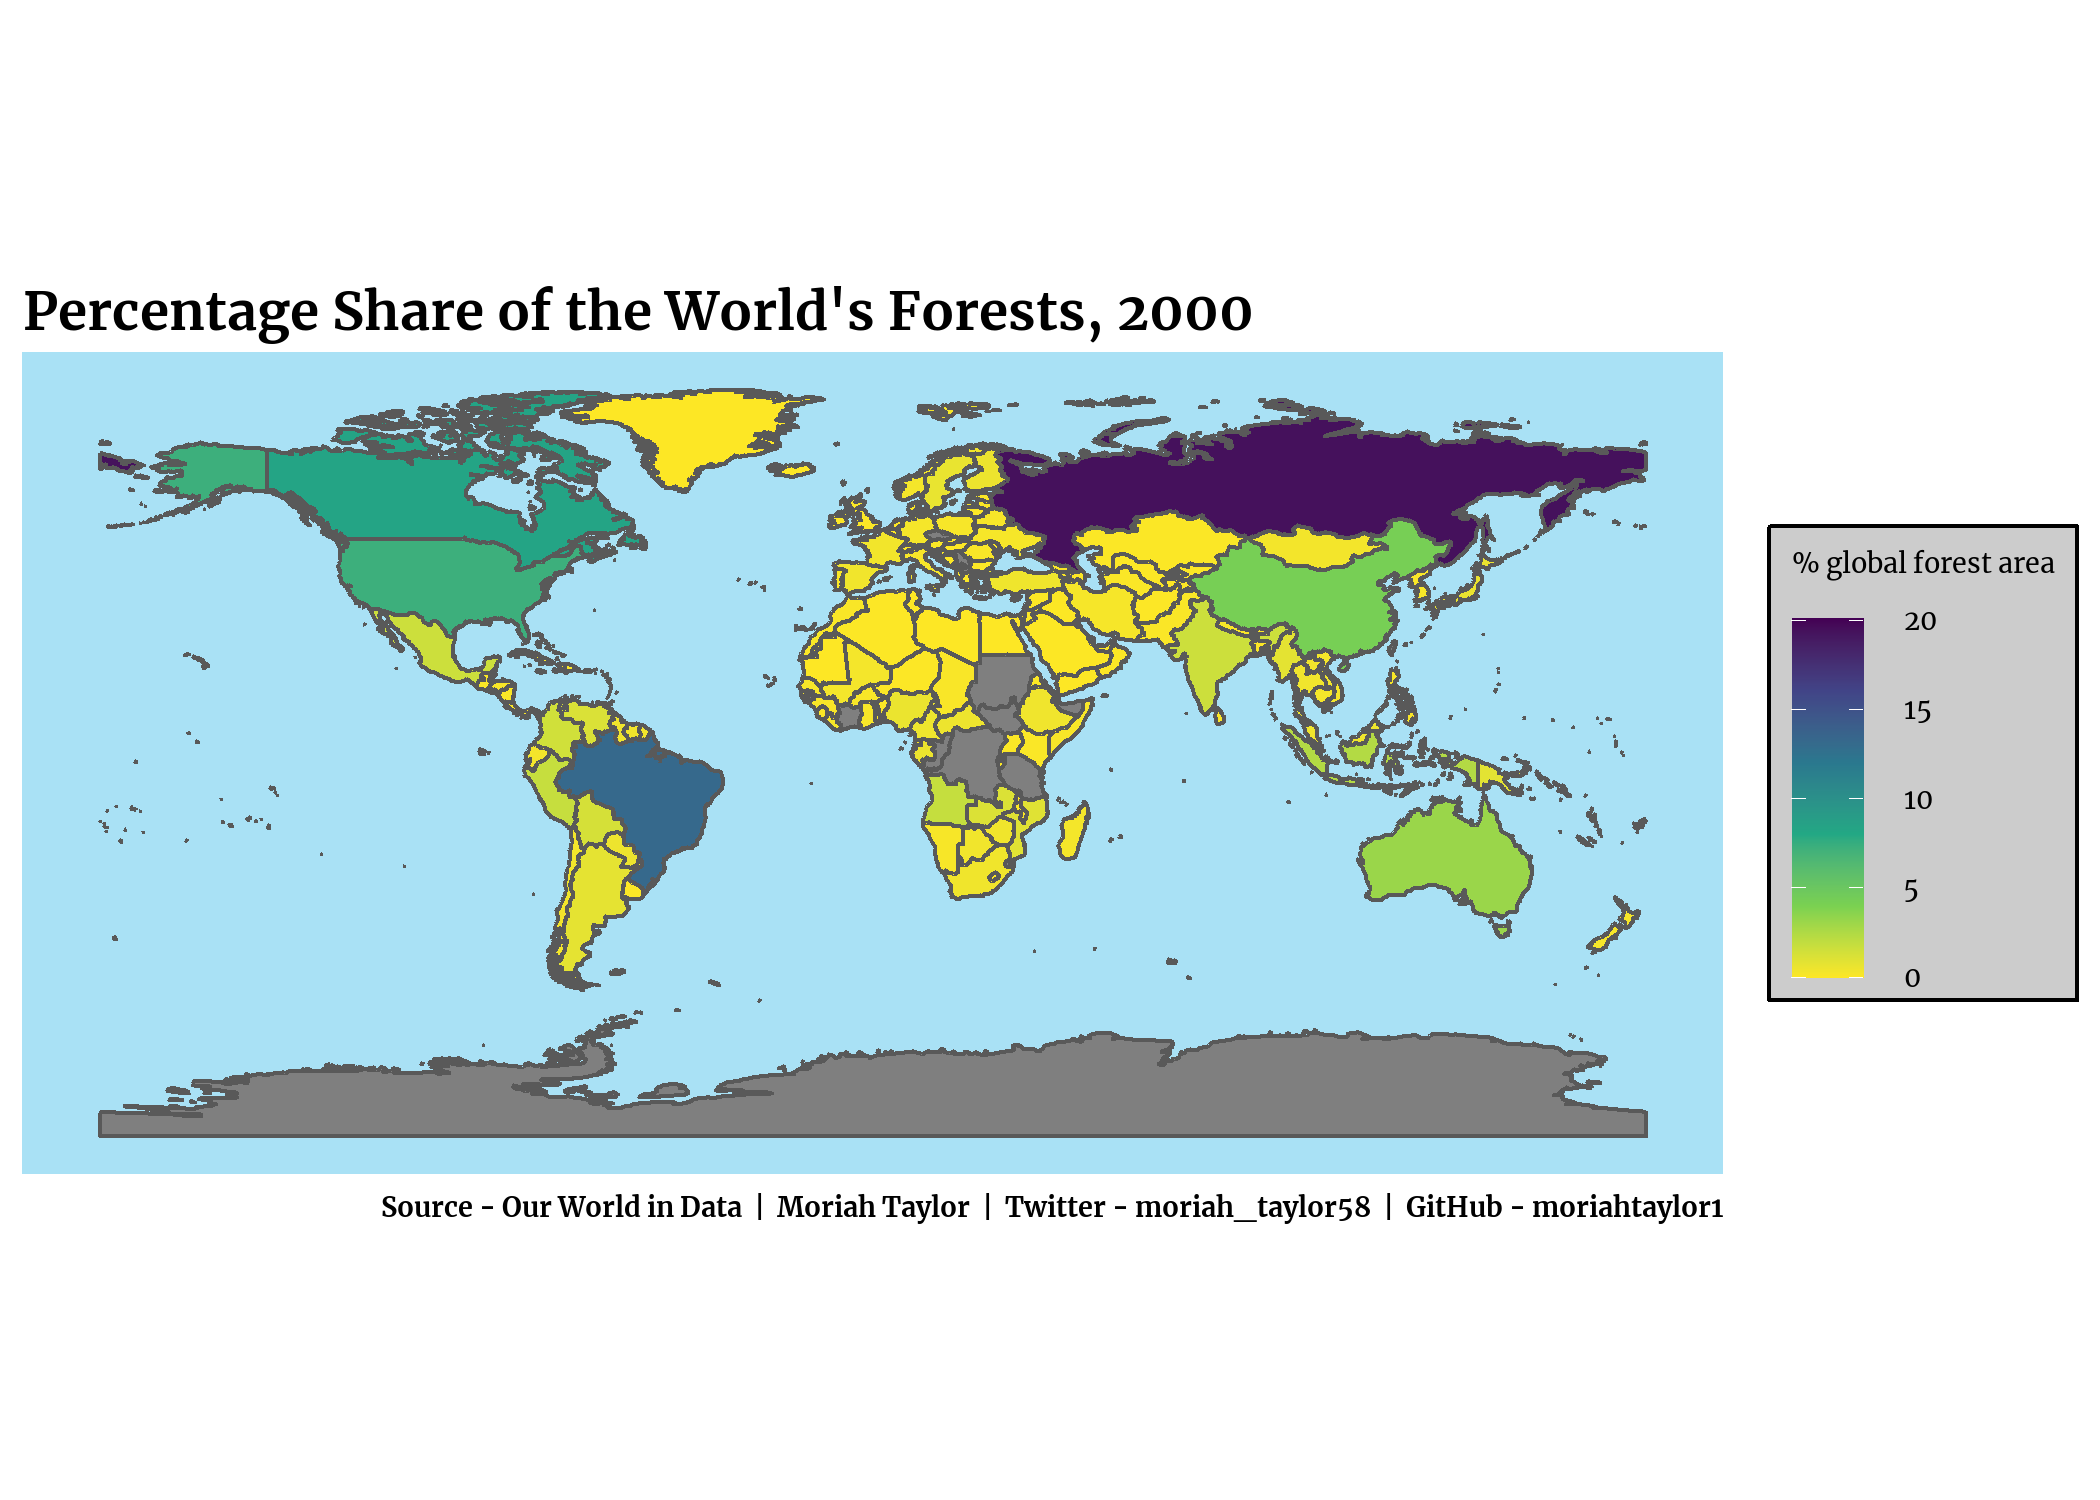 Percentage Share of the World's Forests, 2000
% global forest area
20
15
10
5
0
Source - Our World in Data | Moriah Taylor | Twitter - moriah_taylor58 | GitHub - moriahtaylor1